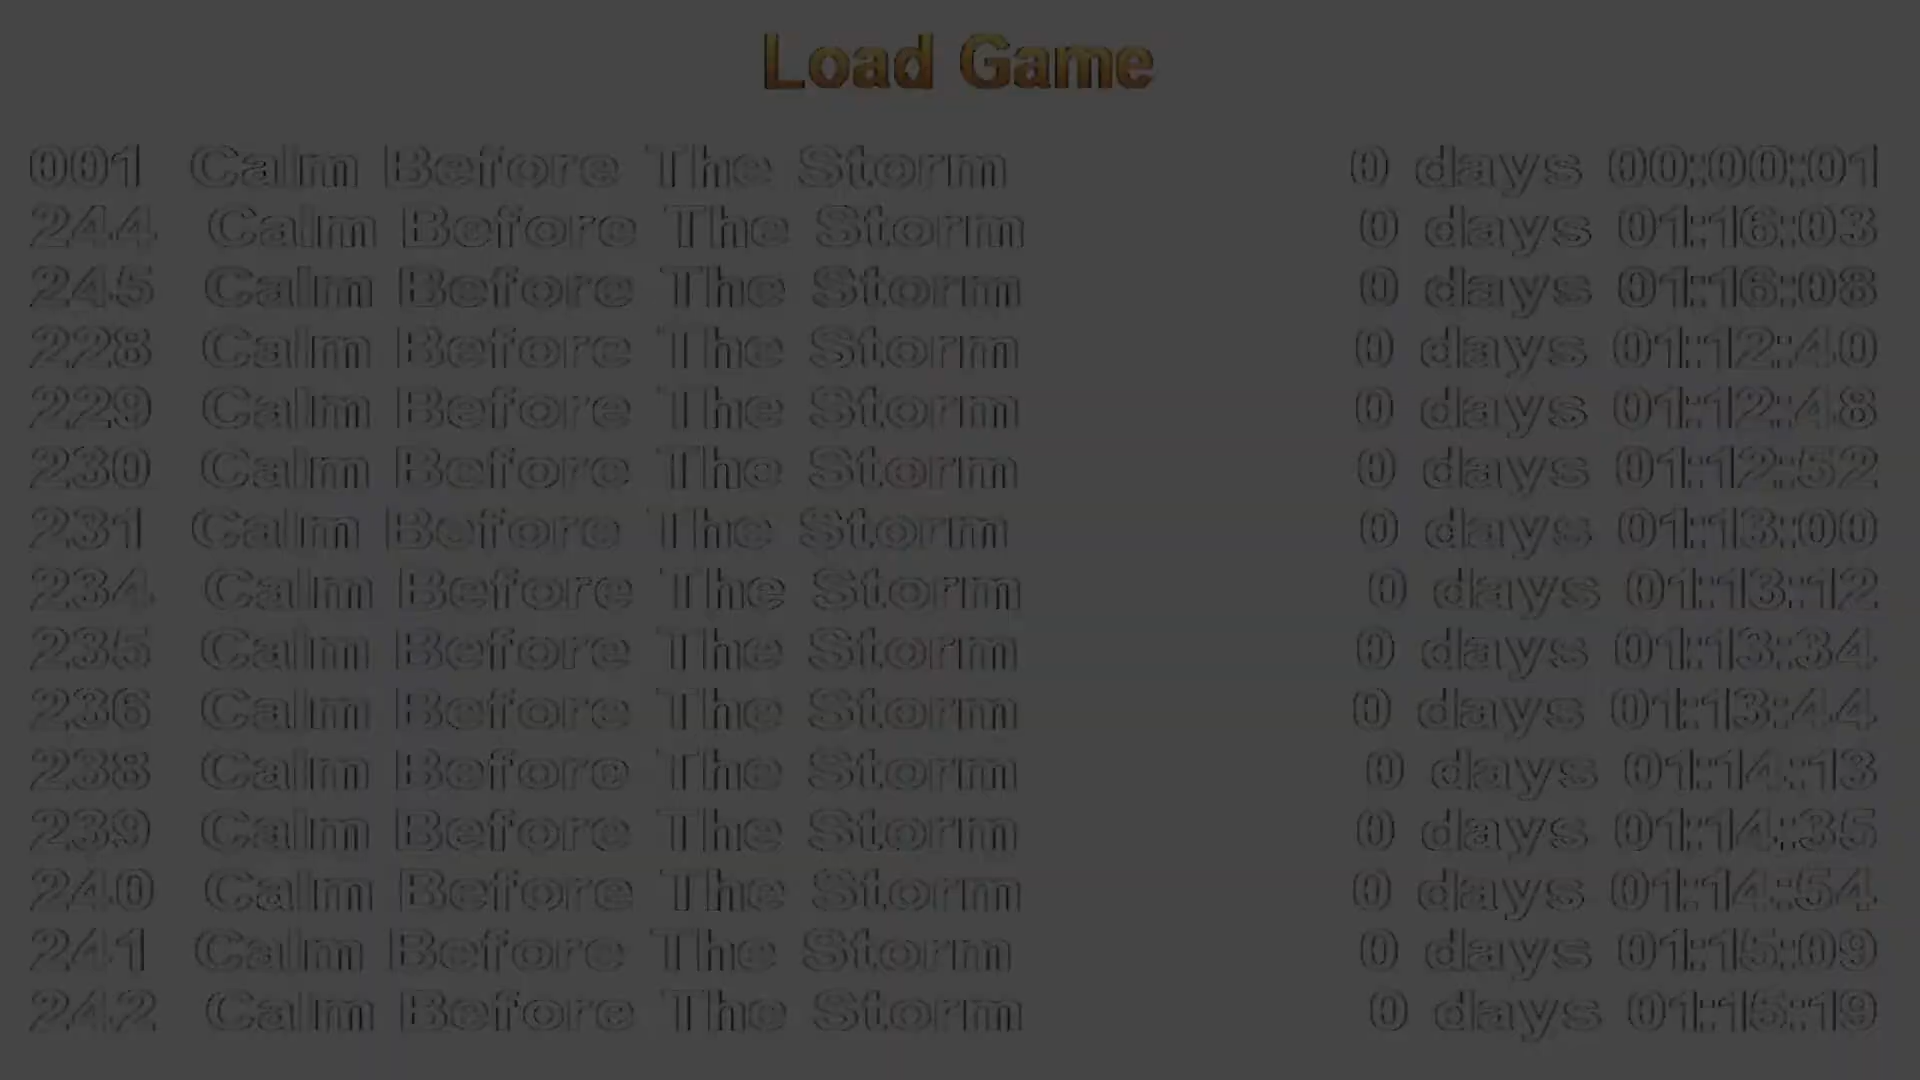 Load Game
001 Calm Before The Storm 0 days 00:00:01
244 Calm Before The Storm 0 days 01:16:03
245 Calm Before The Storm 0 days 01:16:08
228 Calm Before The Storm 0 days 01:12:40
229 Calm Before The Storm 0 days 01:12:48
230 Calm Before The Storm 0 days 01:12:52
231 Calm Before The Storm 0 days 01:13:00
234 Calm Before The Storm 0 days 01:13:12
235 Calm Before The Storm 0 days 01:13:34
236 Calm Before The Storm 0 days 01:13:44
238 Calm Before The Storm 0 days 01:14:13
239 Calm Before The Storm 0 days 01:14:35
240 Calm Before The Storm 0 days 01:14:54
241 Calm Before The Storm 0 days 01:15:09
242 Calm Before The Storm 0 days 01:15:19